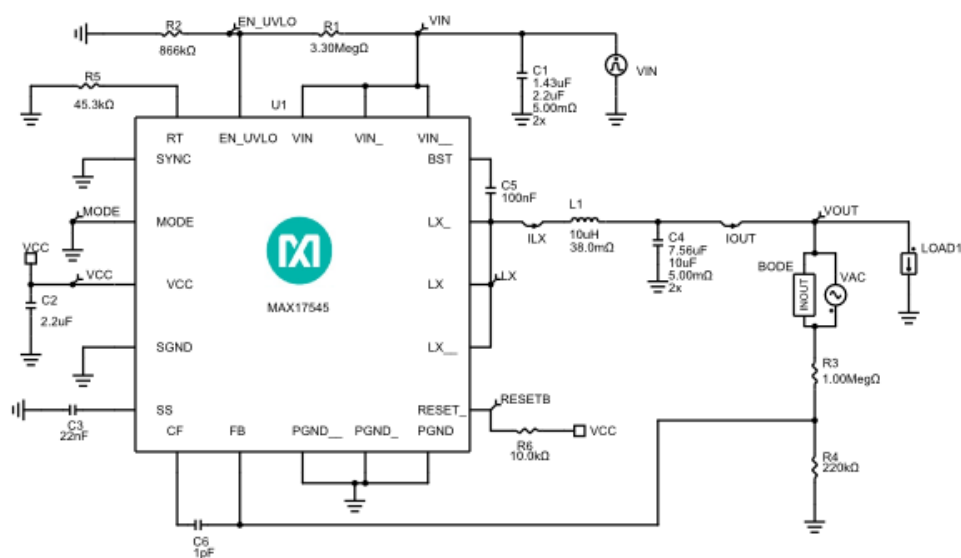 R2
866kΩ
EN_UVLO
R1
3.30MegΩ
VIN
C1
1.43uF
2.2uF
5.00mΩ
2x
VIN
R5
45.3kΩ
U1
RT
EN_UVLO
VIN
VIN_
VIN__
SYNC
BST
C5
100nF
MODE
MODE
LX_
ILX
L1
10uH
38.0mΩ
C4
7.56uF
10uF
5.00mΩ
2x
IOUT
VOUT
LOAD1
VCC
VCC
VCC
C2
2.2uF
MAX17545
LX
LX
BODE
INOUT
VAC
SGND
LX__
R3
1.00MegΩ
SS
C3
22nF
RESET_
RESETB
R6
10.0kΩ
VCC
CF
FB
PGND__
PGND_
PGND
R4
220kΩ
C6
1pF